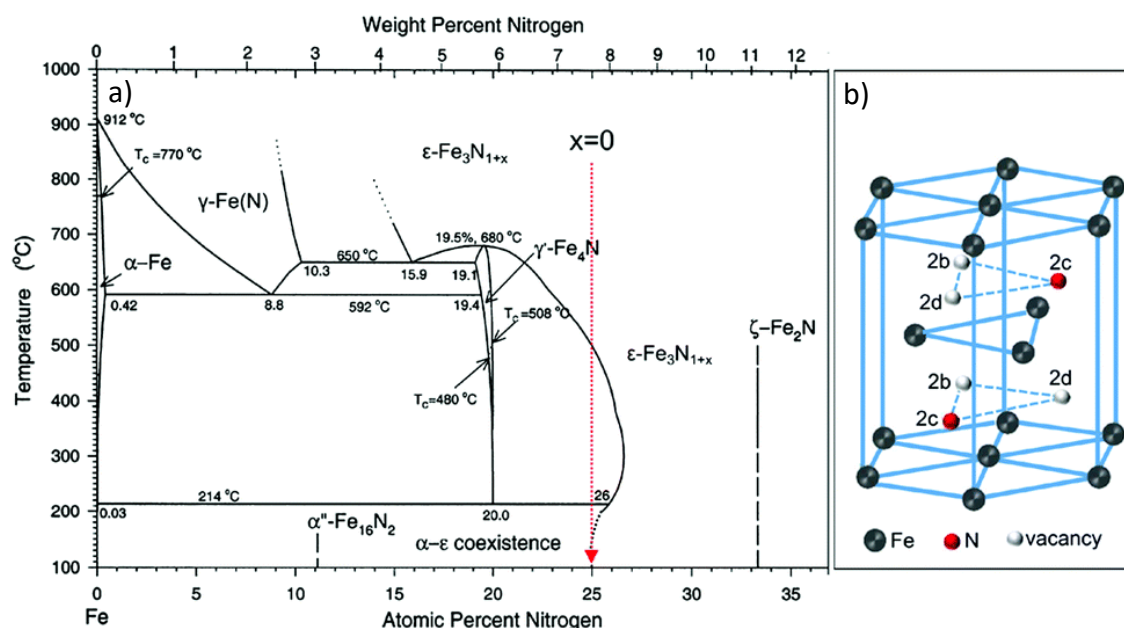 Weight Percent Nitrogen
0 1 2 3 4 5 6 7 8 9 10 11 12
a)
b)
1000
900
800
700
600
500
400
300
200
100
Temperature (°C)
912 °C
T_C =770 °C
x=0
ε-Fe₃N₁₊ₓ
γ-Fe(N)
19.5%, 680 °C
γ'-Fe₄N
650 °C
10.3 15.9 19.1
α-Fe
0.42 8.8 592 °C 19.4
T_C =508 °C
ζ-Fe₂N
ε-Fe₃N₁₊ₓ
T_C =480 °C
214 °C 26
0.03 20.0
α"-Fe₁₆N₂
α-ε coexistence
0 5 10 15 20 25 30 35
Fe
Atomic Percent Nitrogen
2b 2c
2d
2b 2d
2c
Fe N vacancy